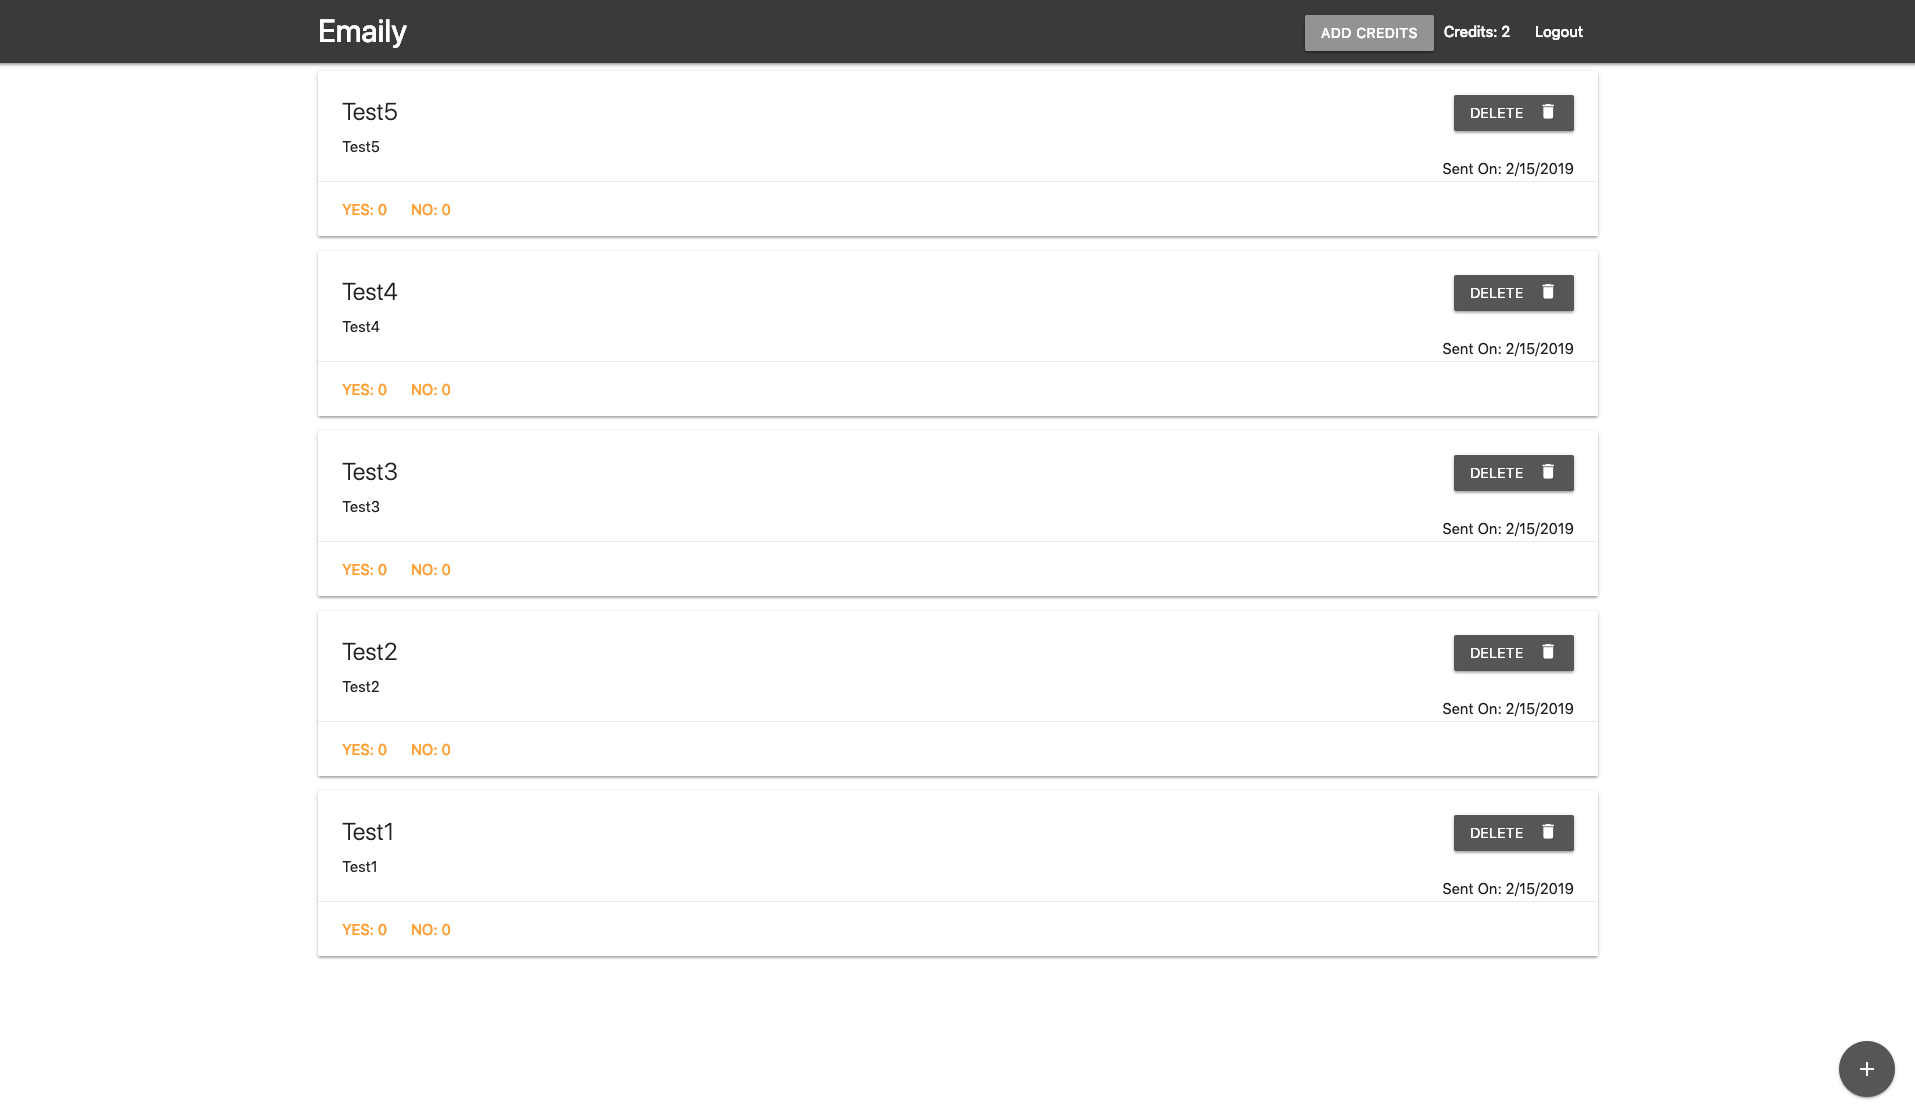 Emaily ADD CREDITS Credits: 2 Logout
Test5 DELETE
Test5
Sent On: 2/15/2019
YES: 0 NO: 0
Test4 DELETE
Test4
Sent On: 2/15/2019
YES: 0 NO: 0
Test3 DELETE
Test3
Sent On: 2/15/2019
YES: 0 NO: 0
Test2 DELETE
Test2
Sent On: 2/15/2019
YES: 0 NO: 0
Test1 DELETE
Test1
Sent On: 2/15/2019
YES: 0 NO: 0
+